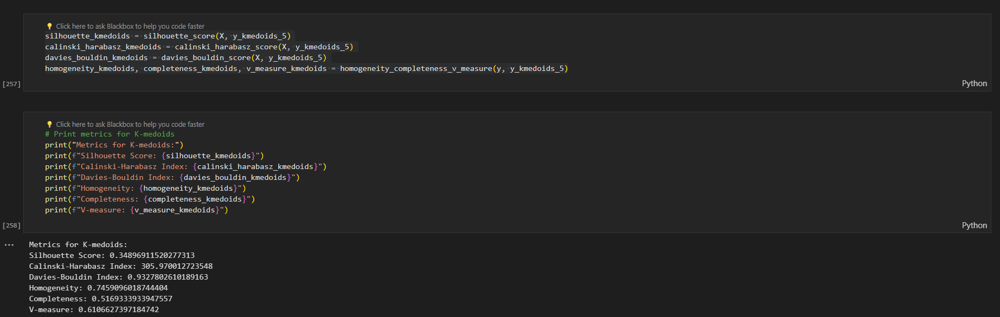 Click here to ask Blackbox to help you code faster
silhouette_kmedoids = silhouette_score(X, y_kmedoids_5)
calinski_harabasz_kmedoids = calinski_harabasz_score(X, y_kmedoids_5)
davies_bouldin_kmedoids = davies_bouldin_score(X, y_kmedoids_5)
homogeneity_kmedoids, completeness_kmedoids, v_measure_kmedoids = homogeneity_completeness_v_measure(y, y_kmedoids_5)
[257]
Python
Click here to ask Blackbox to help you code faster
# Print metrics for K-medoids
print("Metrics for K-medoids:")
print(f"Silhouette Score: {silhouette_kmedoids}")
print(f"Calinski-Harabasz Index: {calinski_harabasz_kmedoids}")
print(f"Davies-Bouldin Index: {davies_bouldin_kmedoids}")
print(f"Homogeneity: {homogeneity_kmedoids}")
print(f"Completeness: {completeness_kmedoids}")
print(f"V-measure: {v_measure_kmedoids}")
[258]
Python
Metrics for K-medoids:
Silhouette Score: 0.34896911520277313
Calinski-Harabasz Index: 305.970012723548
Davies-Bouldin Index: 0.9327802610189163
Homogeneity: 0.7459096018744404
Completeness: 0.5169333933947557
V-measure: 0.6106627397184742